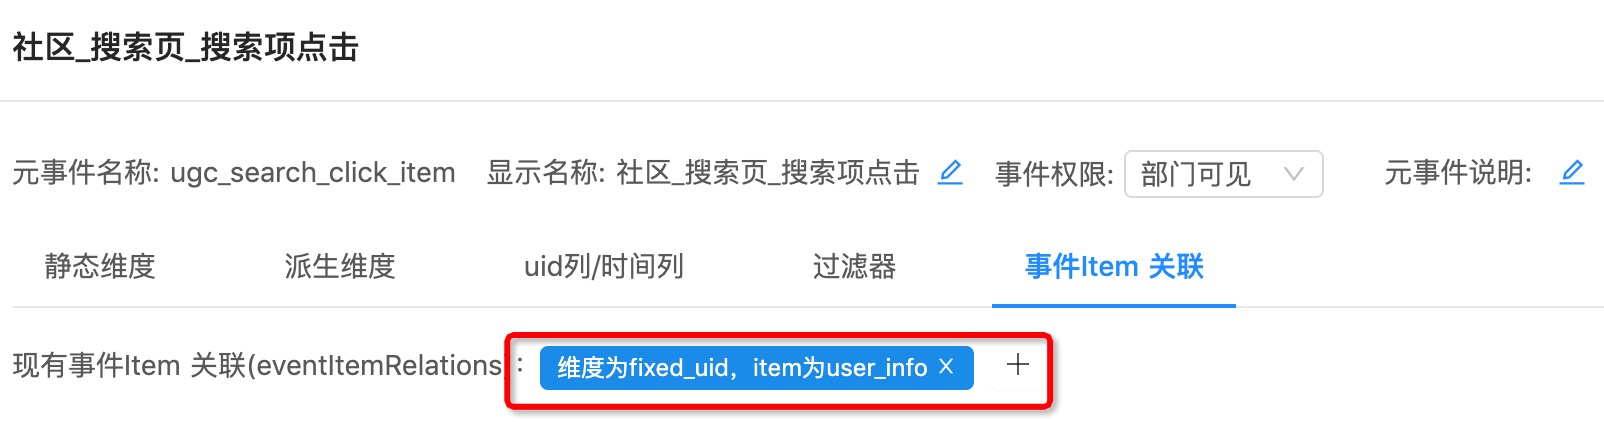 社区_搜索页_搜索项点击
元事件名称: ugc_search_click_item 显示名称: 社区_搜索页_搜索项点击 事件权限: 部门可见 元事件说明:
静态维度 派生维度 uid列/时间列 过滤器 事件Item 关联
现有事件Item 关联(eventItemRelations): 维度为fixed_uid，item为user_info × +